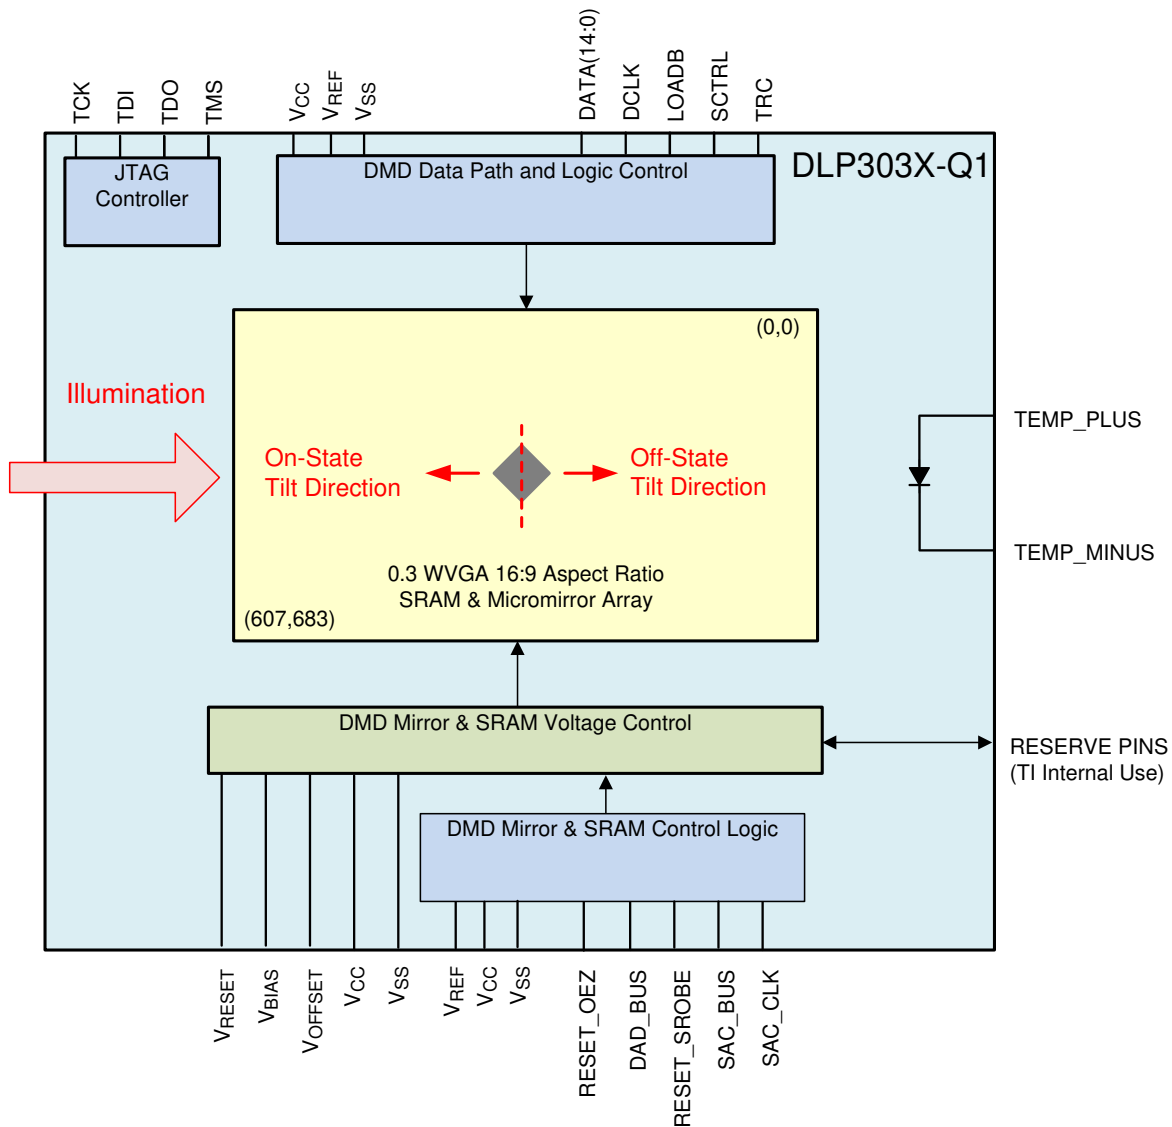 TCK
TDI
TDO
TMS
VCC
VREF
VSS
DATA(14:0)
DCLK
LOADB
SCTRL
TRC
DLP303X-Q1
JTAG
Controller
DMD Data Path and Logic Control
(0,0)
Illumination
On-State
Tilt Direction
Off-State
Tilt Direction
0.3 WVGA 16:9 Aspect Ratio
SRAM & Micromirror Array
(607,683)
TEMP_PLUS
TEMP_MINUS
DMD Mirror & SRAM Voltage Control
RESERVE PINS
(TI Internal Use)
DMD Mirror & SRAM Control Logic
VRESET
VBIAS
VOFFSET
VCC
VSS
VREF
VCC
VSS
RESET_OEZ
DAD_BUS
RESET_SROBE
SAC_BUS
SAC_CLK